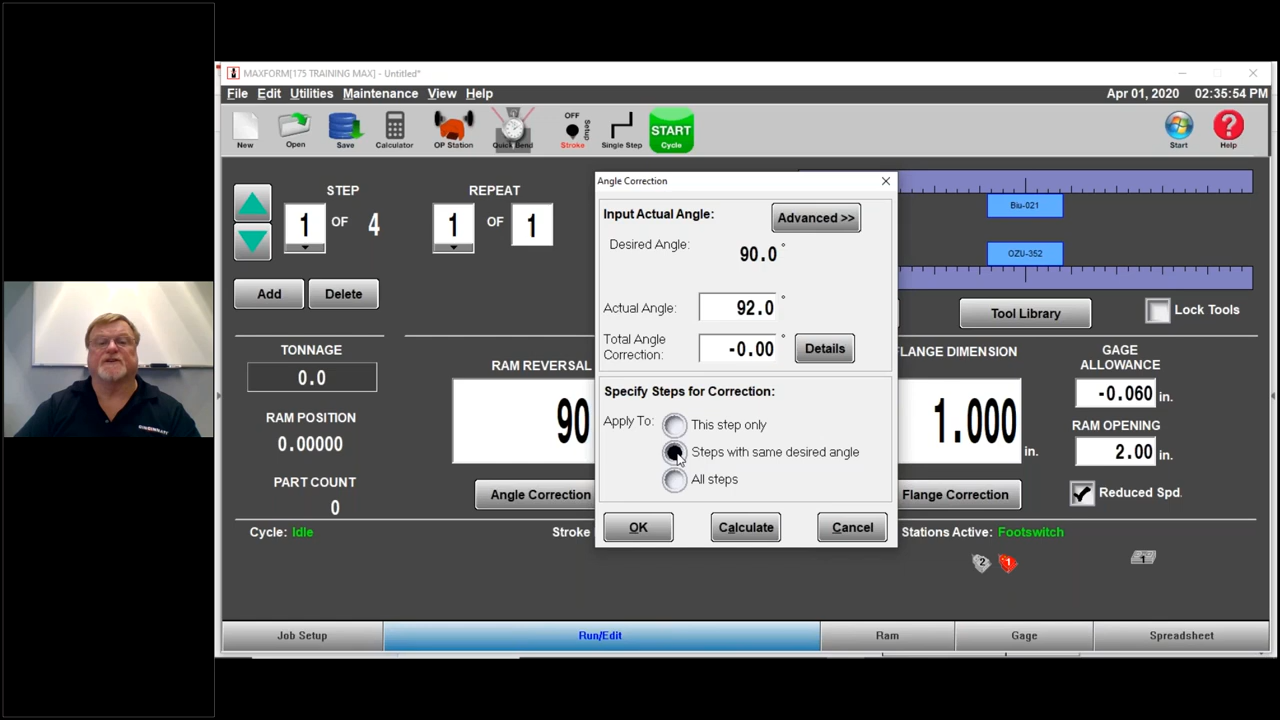 MAXFORM[175 TRAINING MAX] - Untitled*
File Edit Utilities Maintenance View Help
Apr 01, 2020 02:35:54 PM
New
Open
Save
Calculator
OP Station
Quick Bend
OFF
Setup
Stroke
Single Step
START
Cycle
Start
Help
STEP
1 OF 4
REPEAT
1 OF 1
Add
Delete
TONNAGE
0.0
RAM POSITION
0.00000
PART COUNT
0
RAM REVERSAL
90
Angle Correction
Angle Correction
Input Actual Angle:
Advanced >>
Desired Angle: 90.0 °
Actual Angle: 92.0 °
Total Angle
Correction: -0.00 °
Details
Specify Steps for Correction:
Apply To:
This step only
Steps with same desired angle
All steps
OK
Calculate
Cancel
Biu-021
OZU-352
Tool Library
Lock Tools
FLANGE DIMENSION
1.000 in.
Flange Correction
GAGE
ALLOWANCE
-0.060 in.
RAM OPENING
2.00 in.
Reduced Spd.
Cycle: Idle
Stroke
Stations Active: Footswitch
2
1
1
Job Setup
Run/Edit
Ram
Gage
Spreadsheet